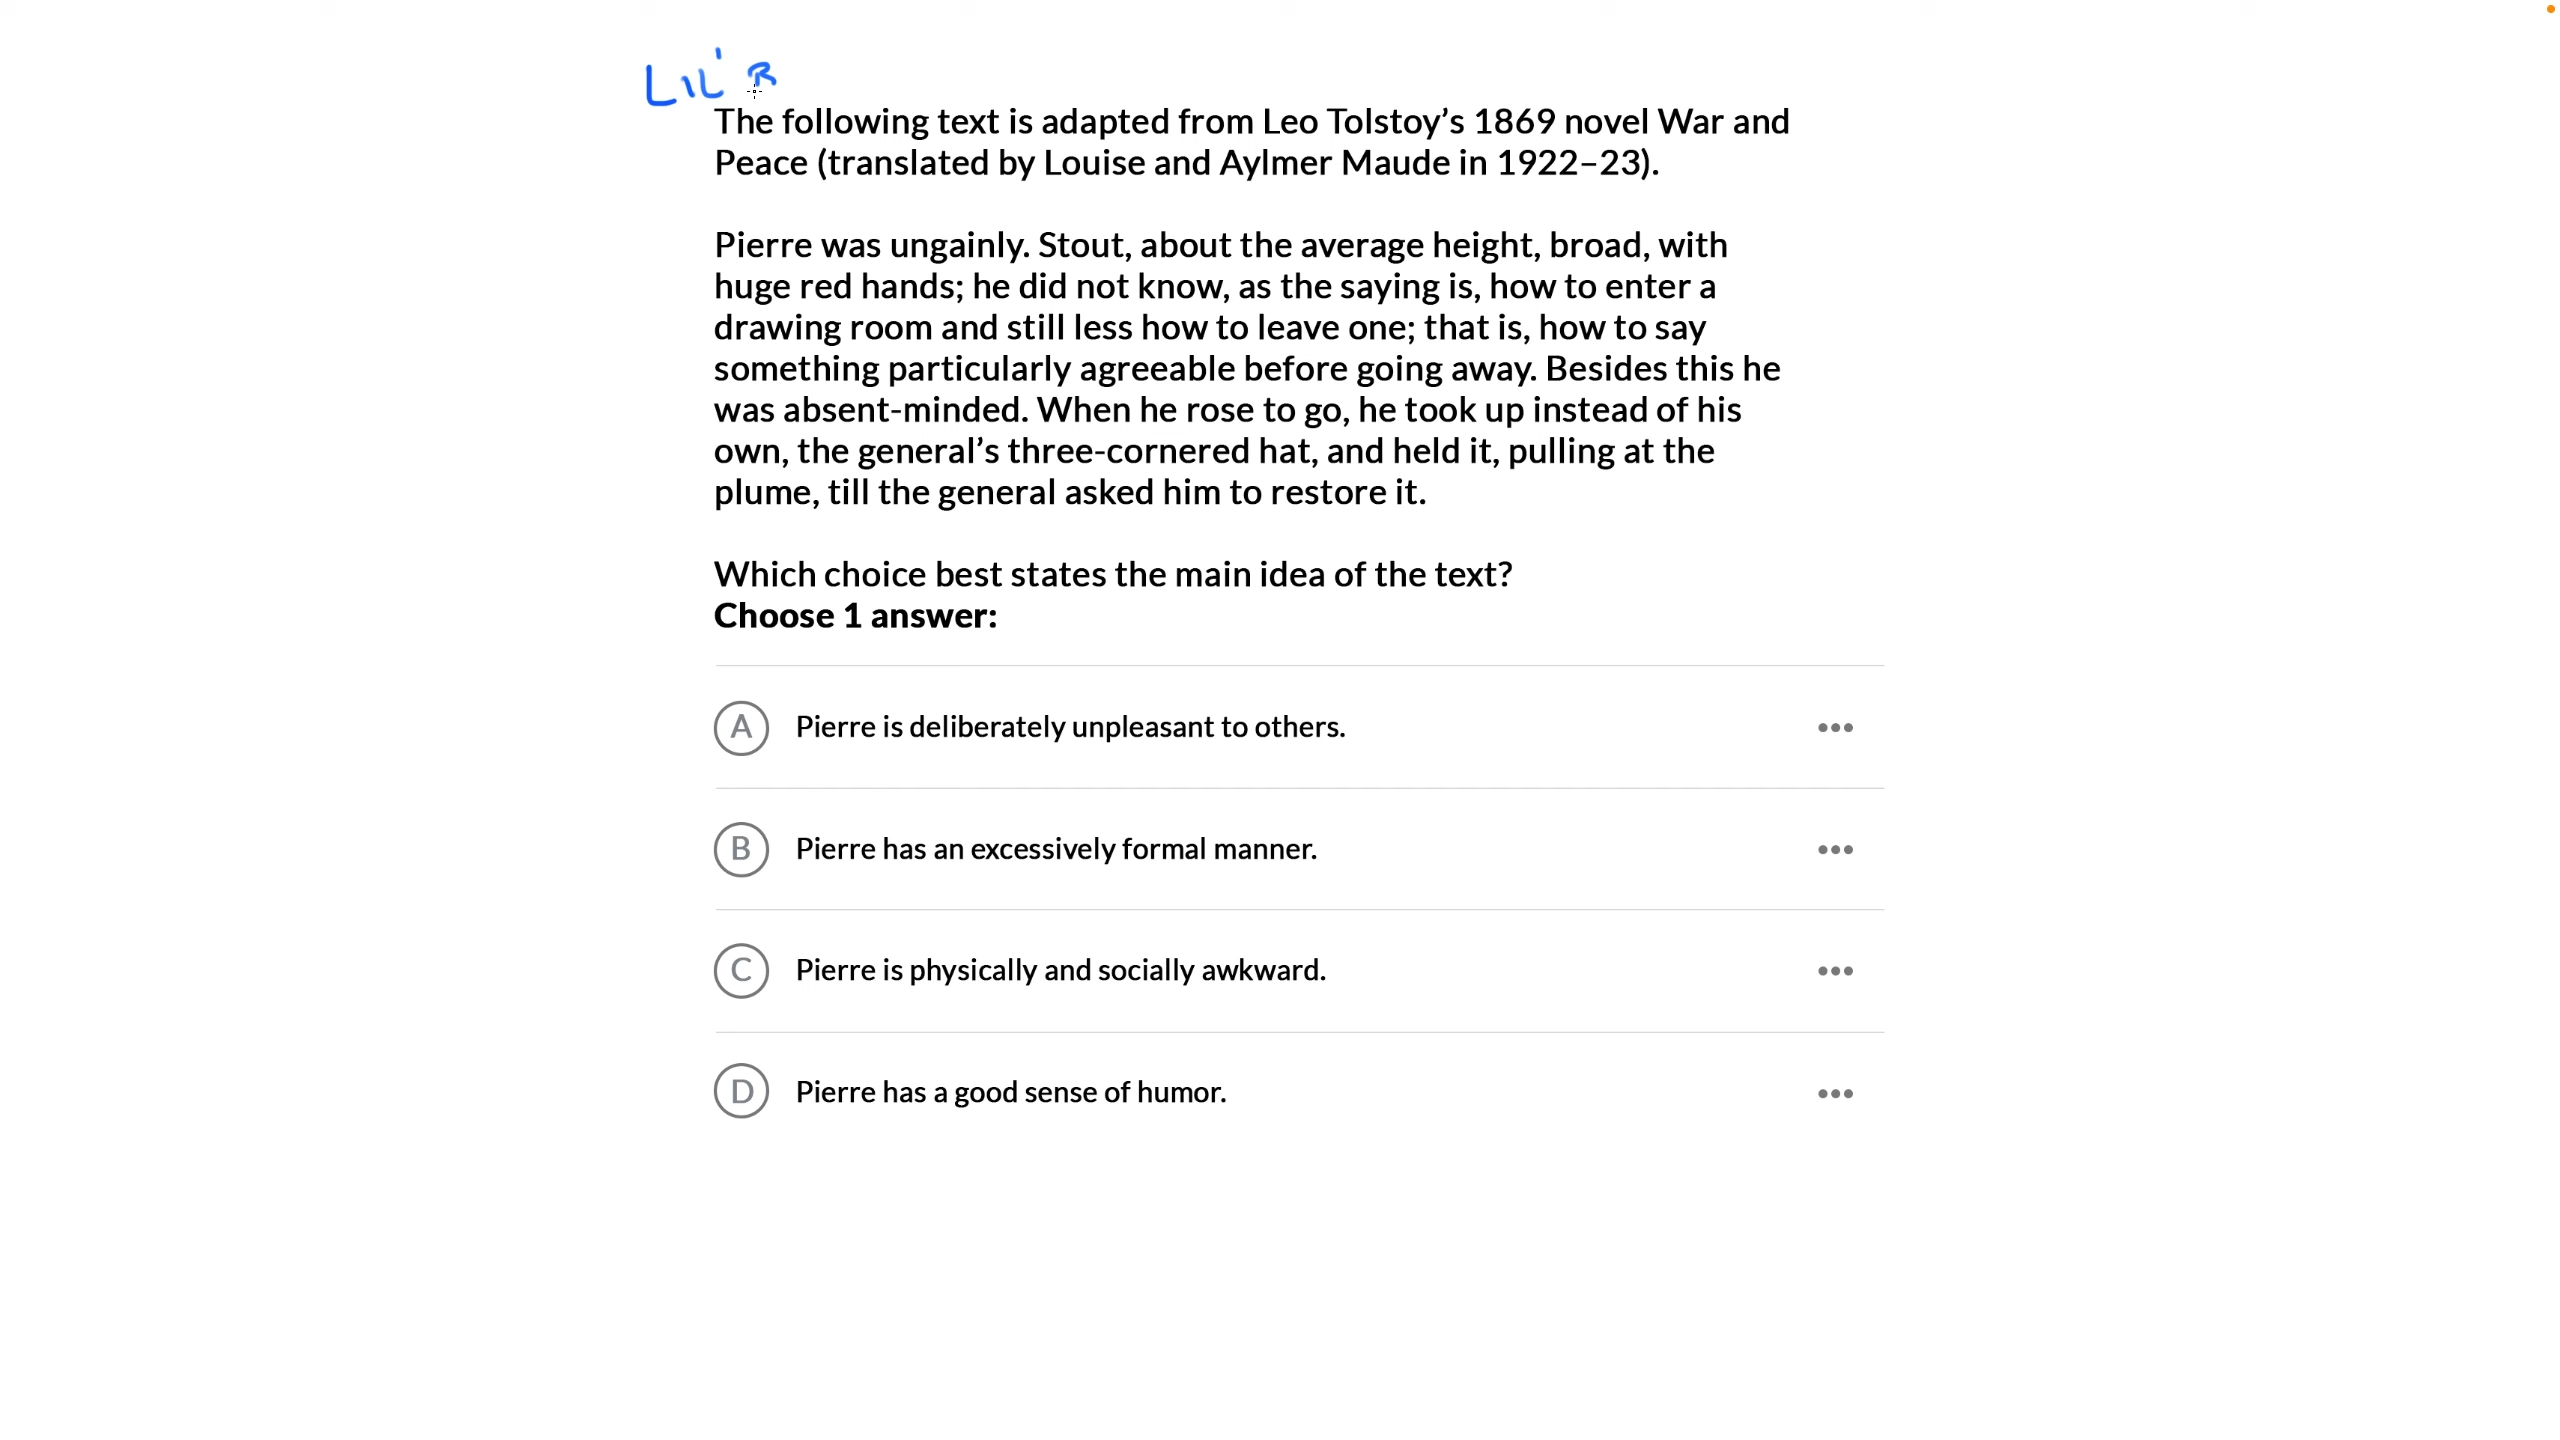 LIL' R
The following text is adapted from Leo Tolstoy’s 1869 novel War and
Peace (translated by Louise and Aylmer Maude in 1922–23).
Pierre was ungainly. Stout, about the average height, broad, with
huge red hands; he did not know, as the saying is, how to enter a
drawing room and still less how to leave one; that is, how to say
something particularly agreeable before going away. Besides this he
was absent-minded. When he rose to go, he took up instead of his
own, the general’s three-cornered hat, and held it, pulling at the
plume, till the general asked him to restore it.
Which choice best states the main idea of the text?
Choose 1 answer:
A Pierre is deliberately unpleasant to others.
B Pierre has an excessively formal manner.
C Pierre is physically and socially awkward.
D Pierre has a good sense of humor.